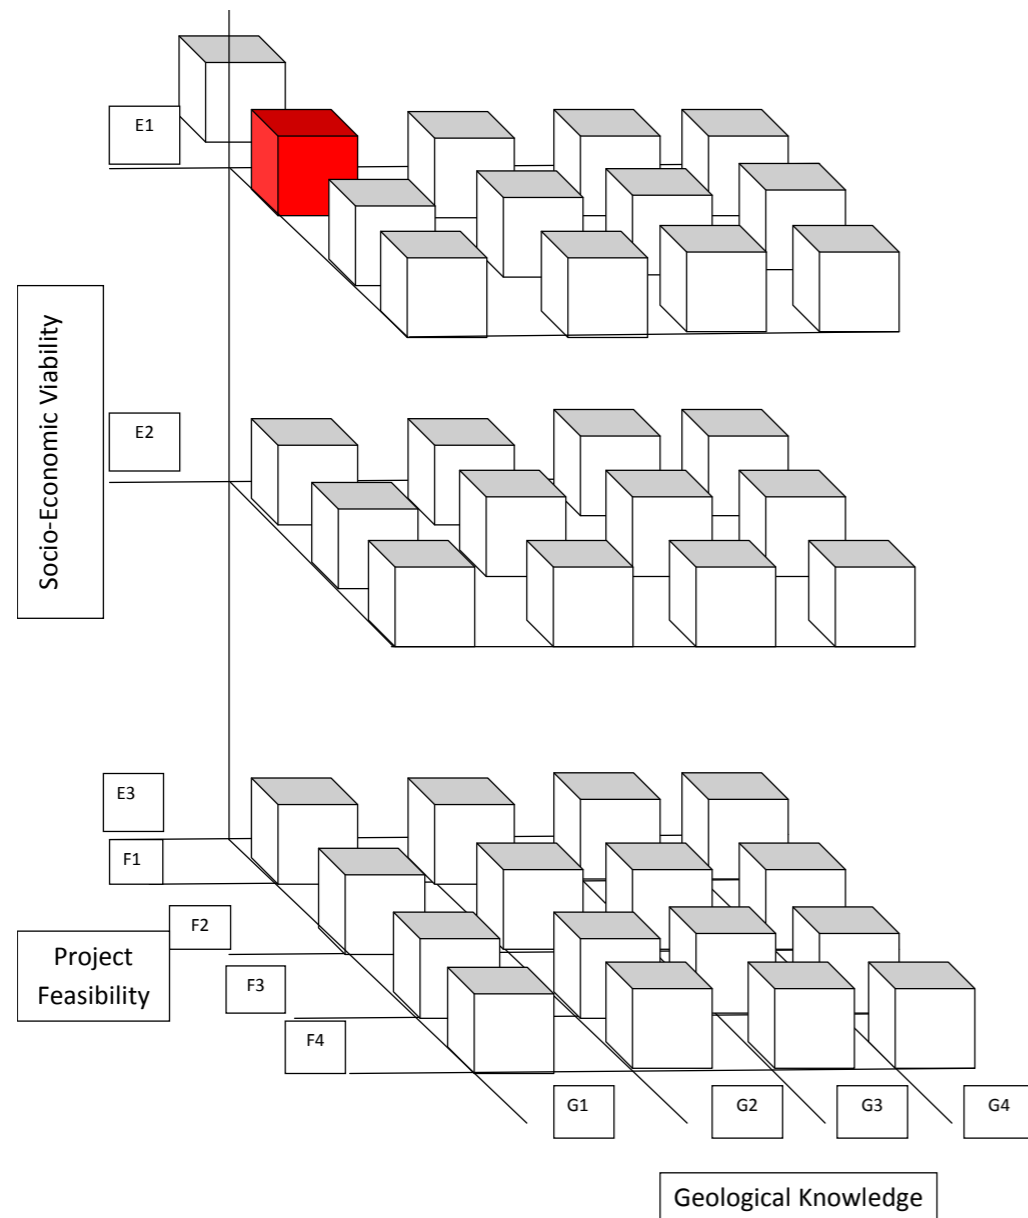 E1
Socio-Economic Viability
E2
E3
F1
F2
Project
Feasibility
F3
F4
G1
G2
G3
G4
Geological Knowledge